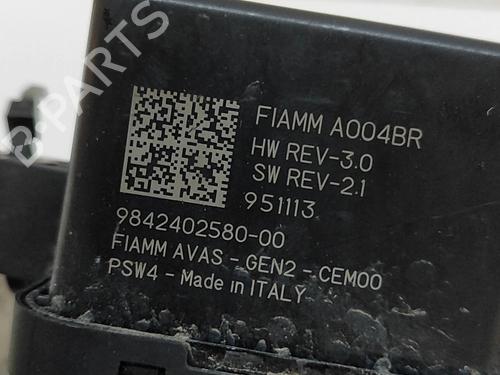 B-PARTS
FIAMM A004BR
HW REV-3.0
SW REV-2.1
951113
9842402580-00
FIAMM AVAS - GEN2 - CEM00
PSW4 - Made in ITALY